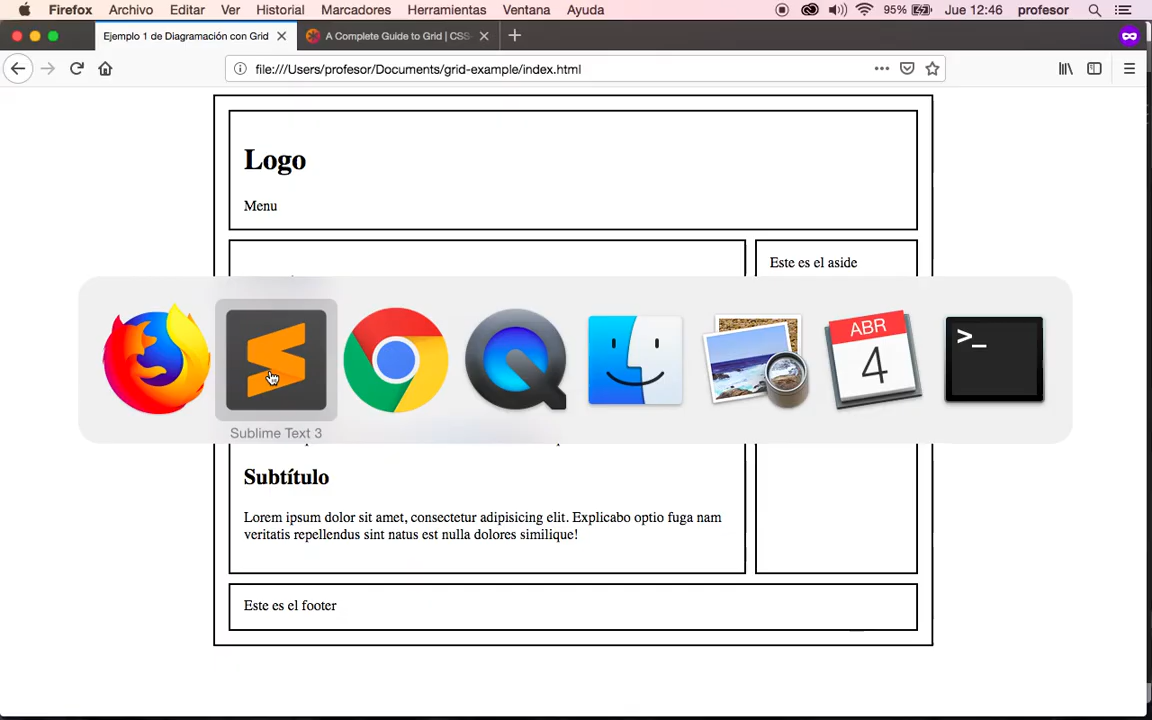 Firefox Archivo Editar Ver Historial Marcadores Herramientas Ventana Ayuda 95% Jue 12:46 profesor
Ejemplo 1 de Diagramación con Grid A Complete Guide to Grid | CSS-
file:///Users/profesor/Documents/grid-example/index.html
Logo
Menu
Este es el aside
ABR
4
>_
Sublime Text 3
Subtítulo
Lorem ipsum dolor sit amet, consectetur adipisicing elit. Explicabo optio fuga nam
veritatis repellendus sint natus est nulla dolores similique!
Este es el footer